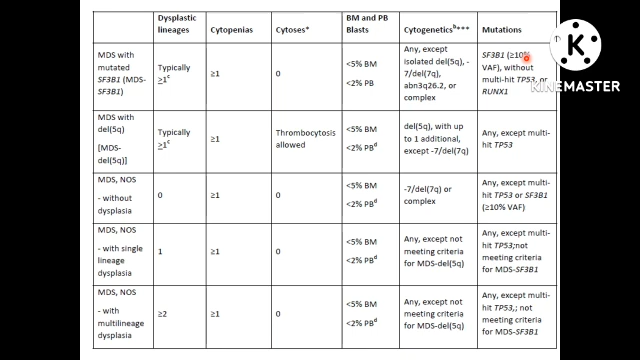 Dysplastic lineages Cytopenias Cytoses* BM and PB Blasts Cytogeneticsᵇ*** Mutations
MDS with mutated SF3B1 (MDS-SF3B1)
Typically ≥1ᶜ
≥1
0
<5% BM
<2% PB
Any, except isolated del(5q), -7/del(7q), abn3q26.2, or complex
SF3B1 (≥10% VAF), without multi-hit TP53, or RUNX1
MDS with del(5q)
[MDS-del(5q)]
Typically ≥1ᶜ
≥1
Thrombocytosis allowed
<5% BM
<2% PBᵈ
del(5q), with up to 1 additional, except -7/del(7q)
Any, except multi-hit TP53
MDS, NOS
- without dysplasia
0
≥1
0
<5% BM
<2% PBᵈ
-7/del(7q) or complex
Any, except multi-hit TP53 or SF3B1 (≥10% VAF)
MDS, NOS
- with single lineage dysplasia
1
≥1
0
<5% BM
<2% PBᵈ
Any, except not meeting criteria for MDS-del(5q)
Any, except multi-hit TP53;not meeting criteria for MDS-SF3B1
MDS, NOS
- with multilineage dysplasia
≥2
≥1
0
<5% BM
<2% PBᵈ
Any, except not meeting criteria for MDS-del(5q)
Any, except multi-hit TP53,; not meeting criteria for MDS-SF3B1
K
KINEMASTER